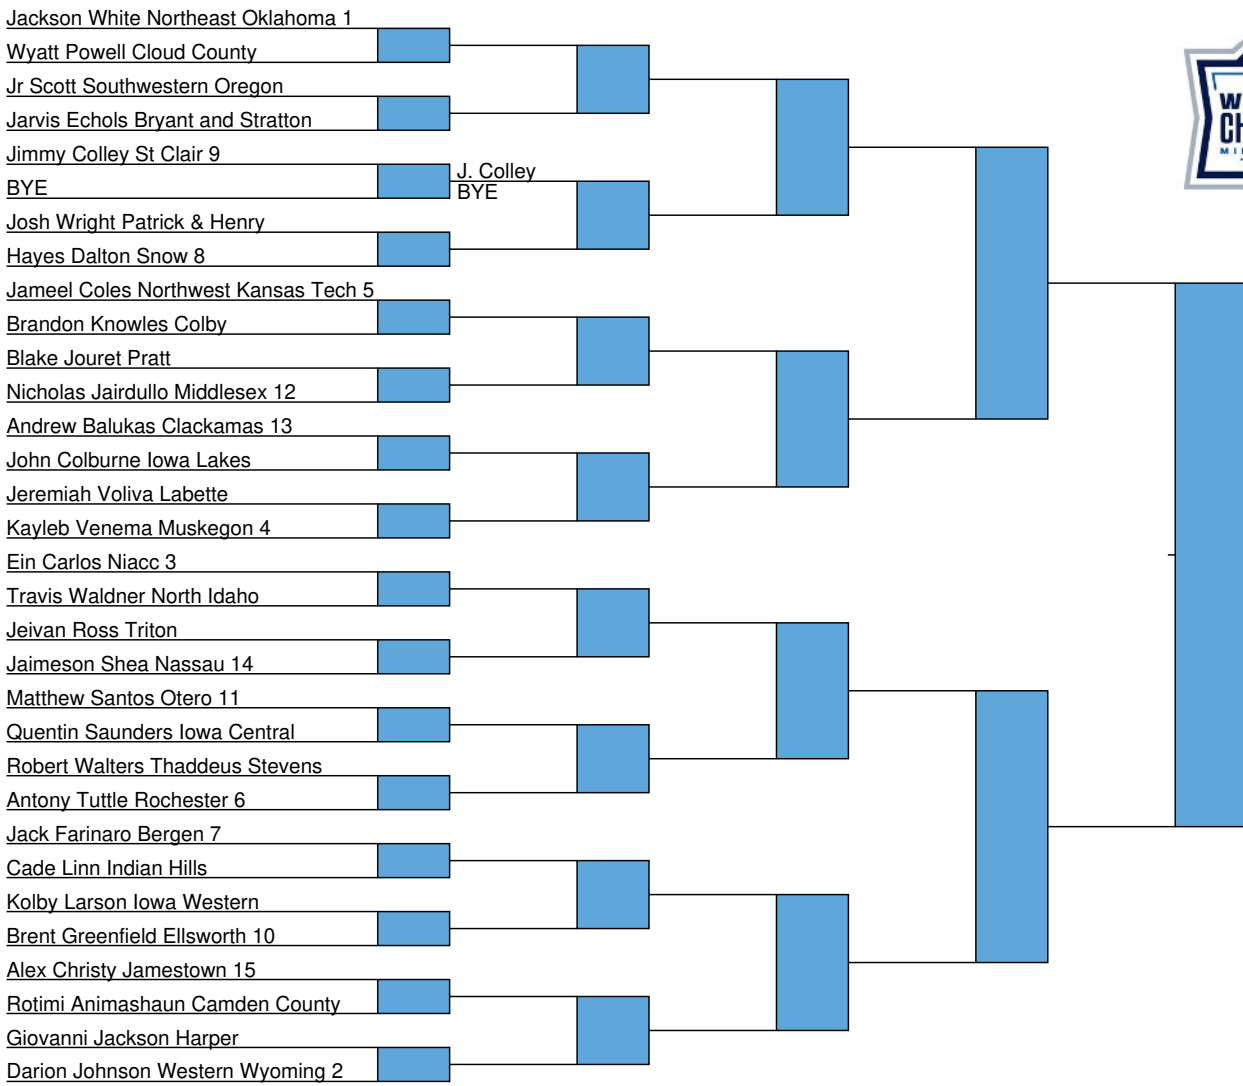 Jackson White Northeast Oklahoma 1
Wyatt Powell Cloud County
Jr Scott Southwestern Oregon
Jarvis Echols Bryant and Stratton
Jimmy Colley St Clair 9
J. Colley
BYE
BYE
Josh Wright Patrick & Henry
Hayes Dalton Snow 8
Jameel Coles Northwest Kansas Tech 5
Brandon Knowles Colby
Blake Jouret Pratt
Nicholas Jairdullo Middlesex 12
Andrew Balukas Clackamas 13
John Colburne Iowa Lakes
Jeremiah Voliva Labette
Kayleb Venema Muskegon 4
Ein Carlos Niacc 3
Travis Waldner North Idaho
Jeivan Ross Triton
Jaimeson Shea Nassau 14
Matthew Santos Otero 11
Quentin Saunders Iowa Central
Robert Walters Thaddeus Stevens
Antony Tuttle Rochester 6
Jack Farinaro Bergen 7
Cade Linn Indian Hills
Kolby Larson Iowa Western
Brent Greenfield Ellsworth 10
Alex Christy Jamestown 15
Rotimi Animashaun Camden County
Giovanni Jackson Harper
Darion Johnson Western Wyoming 2